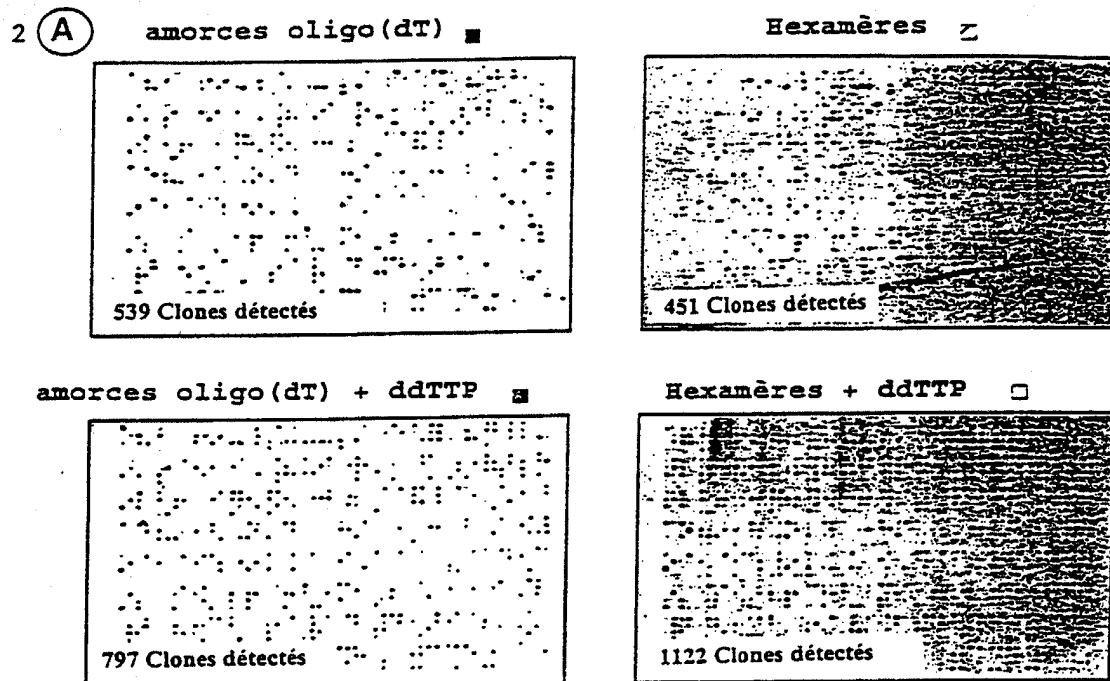 2 A amorces oligo(dT)
Hexamères
539 Clones détectés
451 Clones détectés
amorces oligo(dT) + ddTTP
Hexamères + ddTTP
797 Clones détectés
1122 Clones détectés